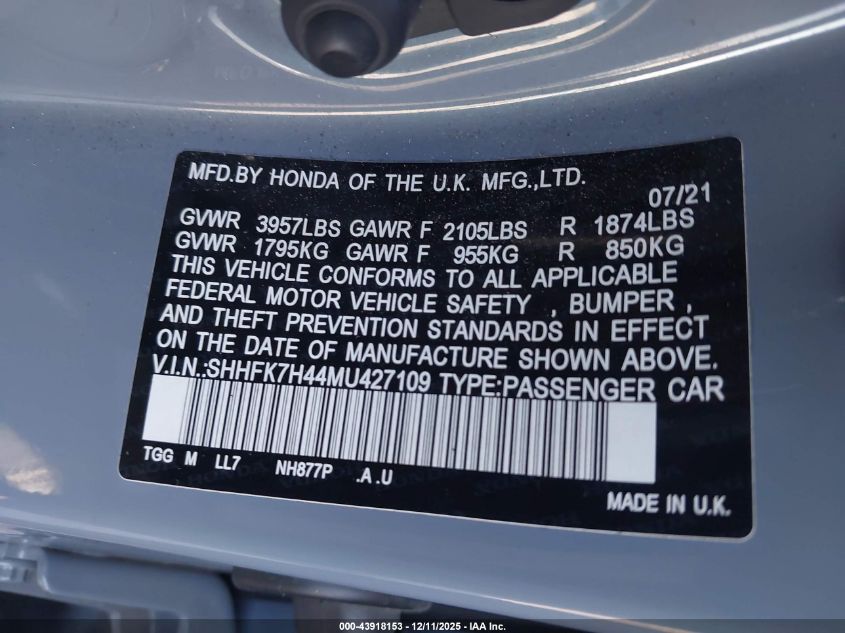 MFD.BY HONDA OF THE U.K. MFG.,LTD.
07/21
GVWR 3957LBS GAWR F 2105LBS R 1874LBS
GVWR 1795KG GAWR F 955KG R 850KG
THIS VEHICLE CONFORMS TO ALL APPLICABLE
FEDERAL MOTOR VEHICLE SAFETY , BUMPER ,
AND THEFT PREVENTION STANDARDS IN EFFECT
ON THE DATE OF MANUFACTURE SHOWN ABOVE.
V.I.N.:SHHFK7H44MU427109 TYPE:PASSENGER CAR
TGG M LL7 NH877P .A .U
MADE IN U.K.
000-43918153 - 12/11/2025 - IAA Inc.